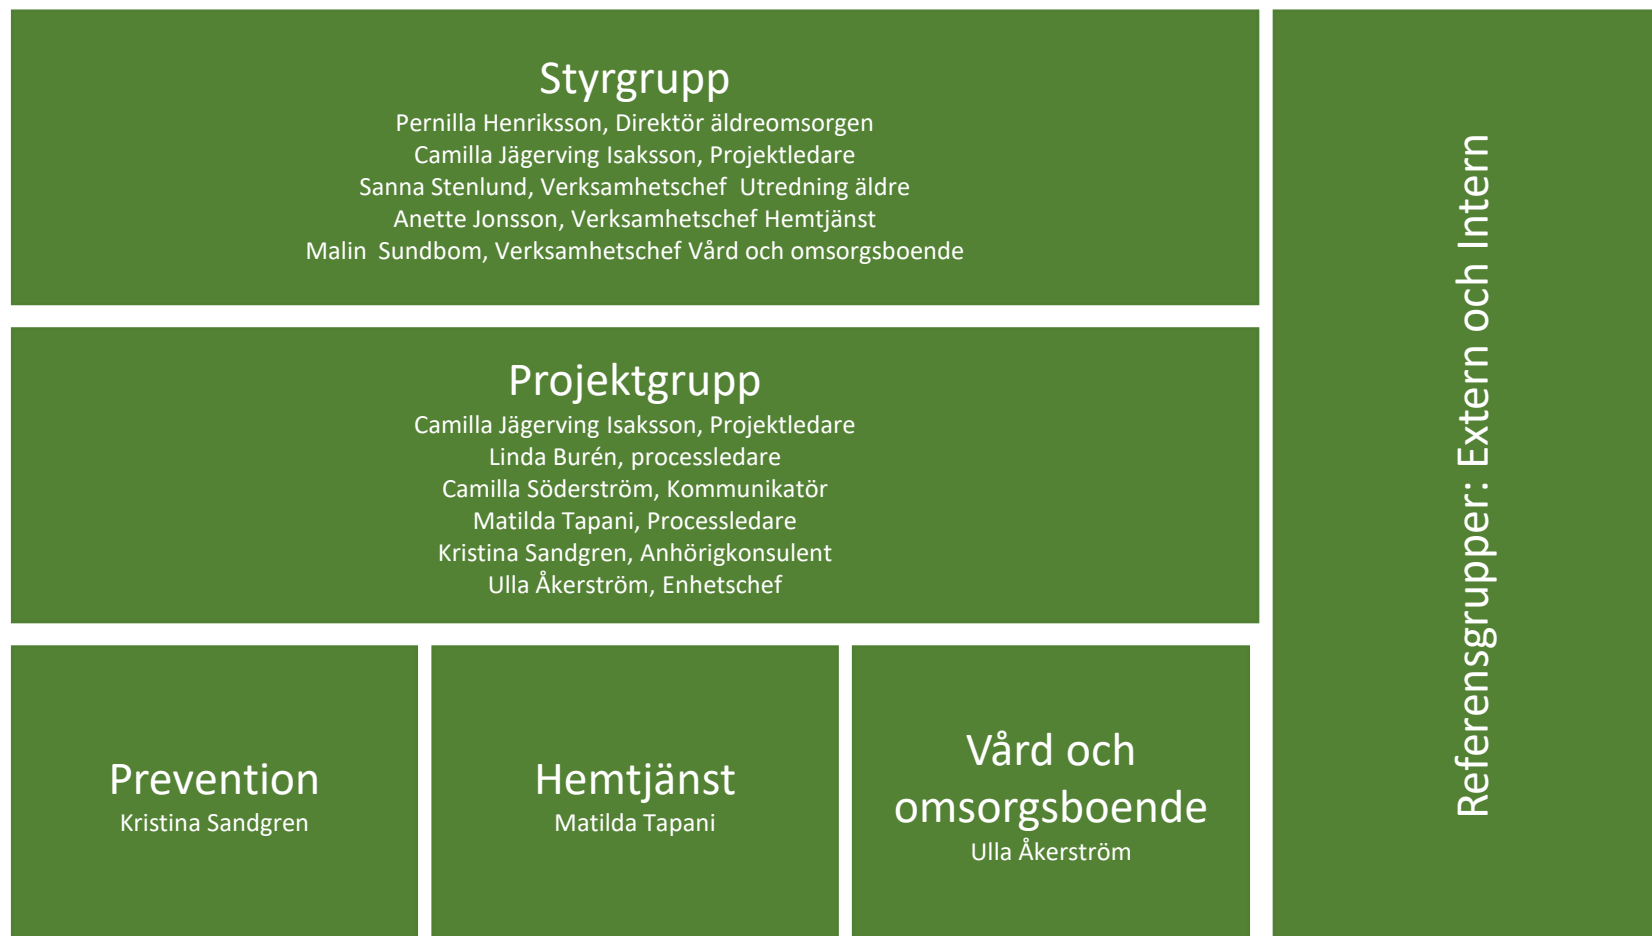 Styrgrupp
Pernilla Henriksson, Direktör äldreomsorgen
Camilla Jägerving Isaksson, Projektledare
Sanna Stenlund, Verksamhetschef  Utredning äldre
Anette Jonsson, Verksamhetschef Hemtjänst
Malin  Sundbom, Verksamhetschef Vård och omsorgsboende
Projektgrupp
Camilla Jägerving Isaksson, Projektledare
Linda Burén, processledare
Camilla Söderström, Kommunikatör
Matilda Tapani, Processledare
Kristina Sandgren, Anhörigkonsulent
Ulla Åkerström, Enhetschef
Prevention
Kristina Sandgren
Hemtjänst
Matilda Tapani
Vård och
omsorgsboende
Ulla Åkerström
Referensgrupper: Extern och Intern